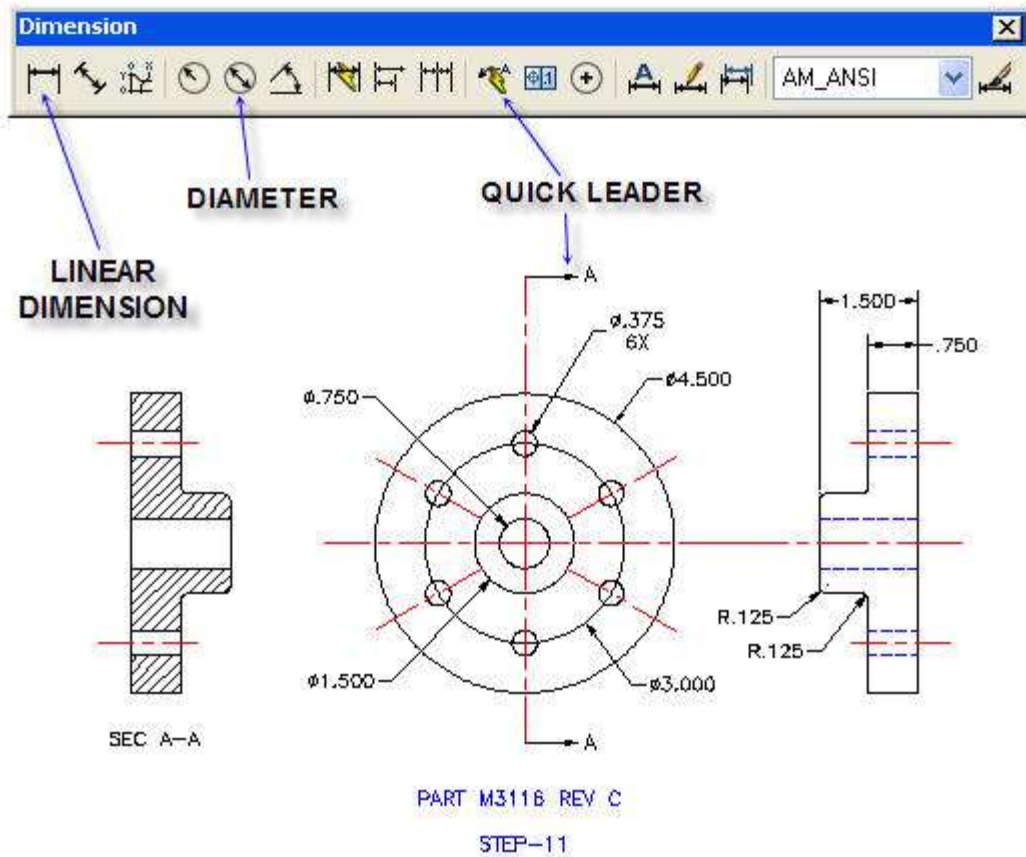 Dimension
AM_ANSI
DIAMETER
QUICK LEADER
LINEAR
DIMENSION
A
ø.375
6X
1.500
.750
ø4.500
ø.750
R.125
R.125
ø1.500
ø3.000
SEC A-A
A
PART M3116 REV C
STEP-11